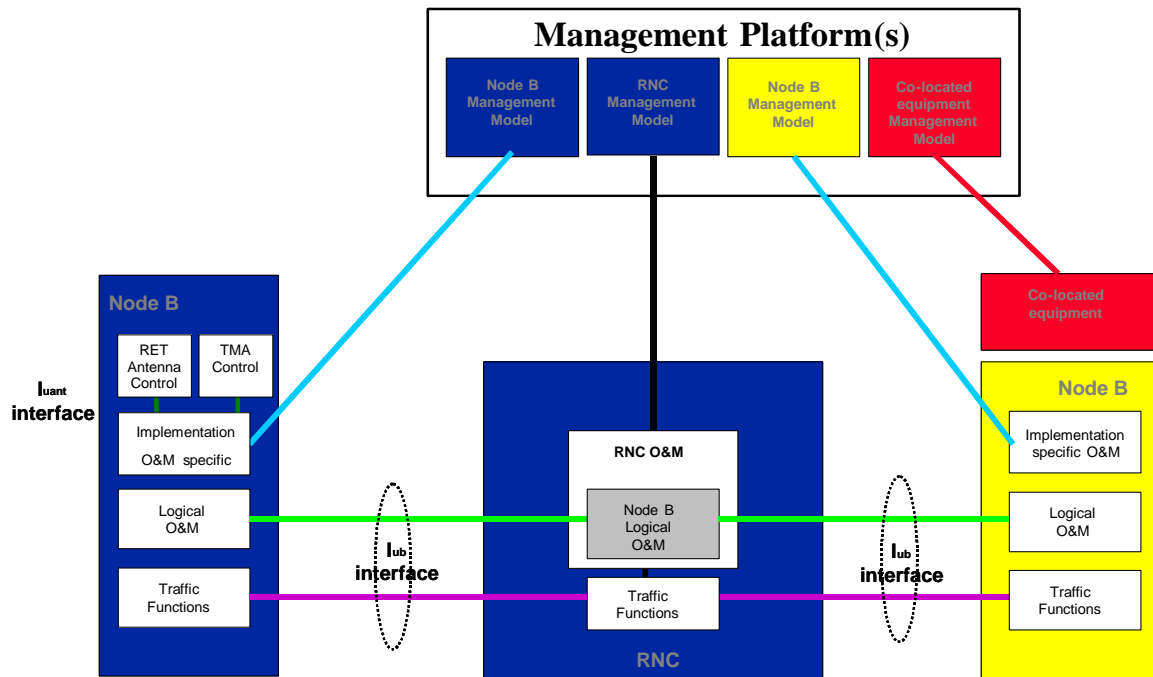 Management Platform(s)
Node B
Management
Model
RNC
Management
Model
Node B
Management
Model
Co-located
equipment
Management
Model
Node B
RET
Antenna
Control
TMA
Control
Iuant
interface
Implementation
O&M specific
Logical
O&M
Traffic
Functions
Iub
interface
RNC O&M
Node B
Logical
O&M
Traffic
Functions
RNC
Iub
interface
Co-located
equipment
Node B
Implementation
specific O&M
Logical
O&M
Traffic
Functions